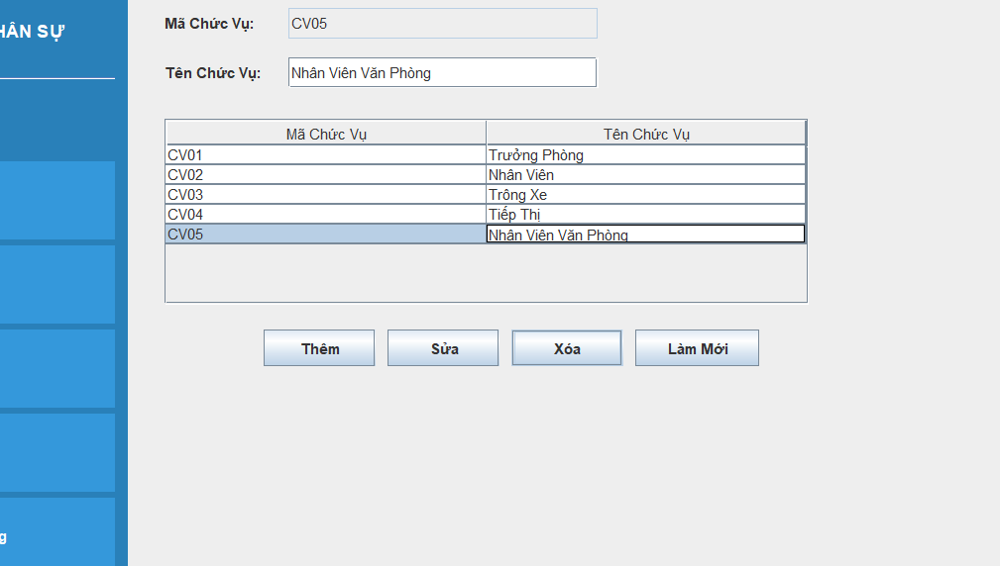 HÂN SỰ
g
Mã Chức Vụ: CV05
Tên Chức Vụ: Nhân Viên Văn Phòng
Mã Chức Vụ Tên Chức Vụ
CV01 Trưởng Phòng
CV02 Nhân Viên
CV03 Trông Xe
CV04 Tiếp Thị
CV05 Nhân Viên Văn Phòng
Thêm Sửa Xóa Làm Mới